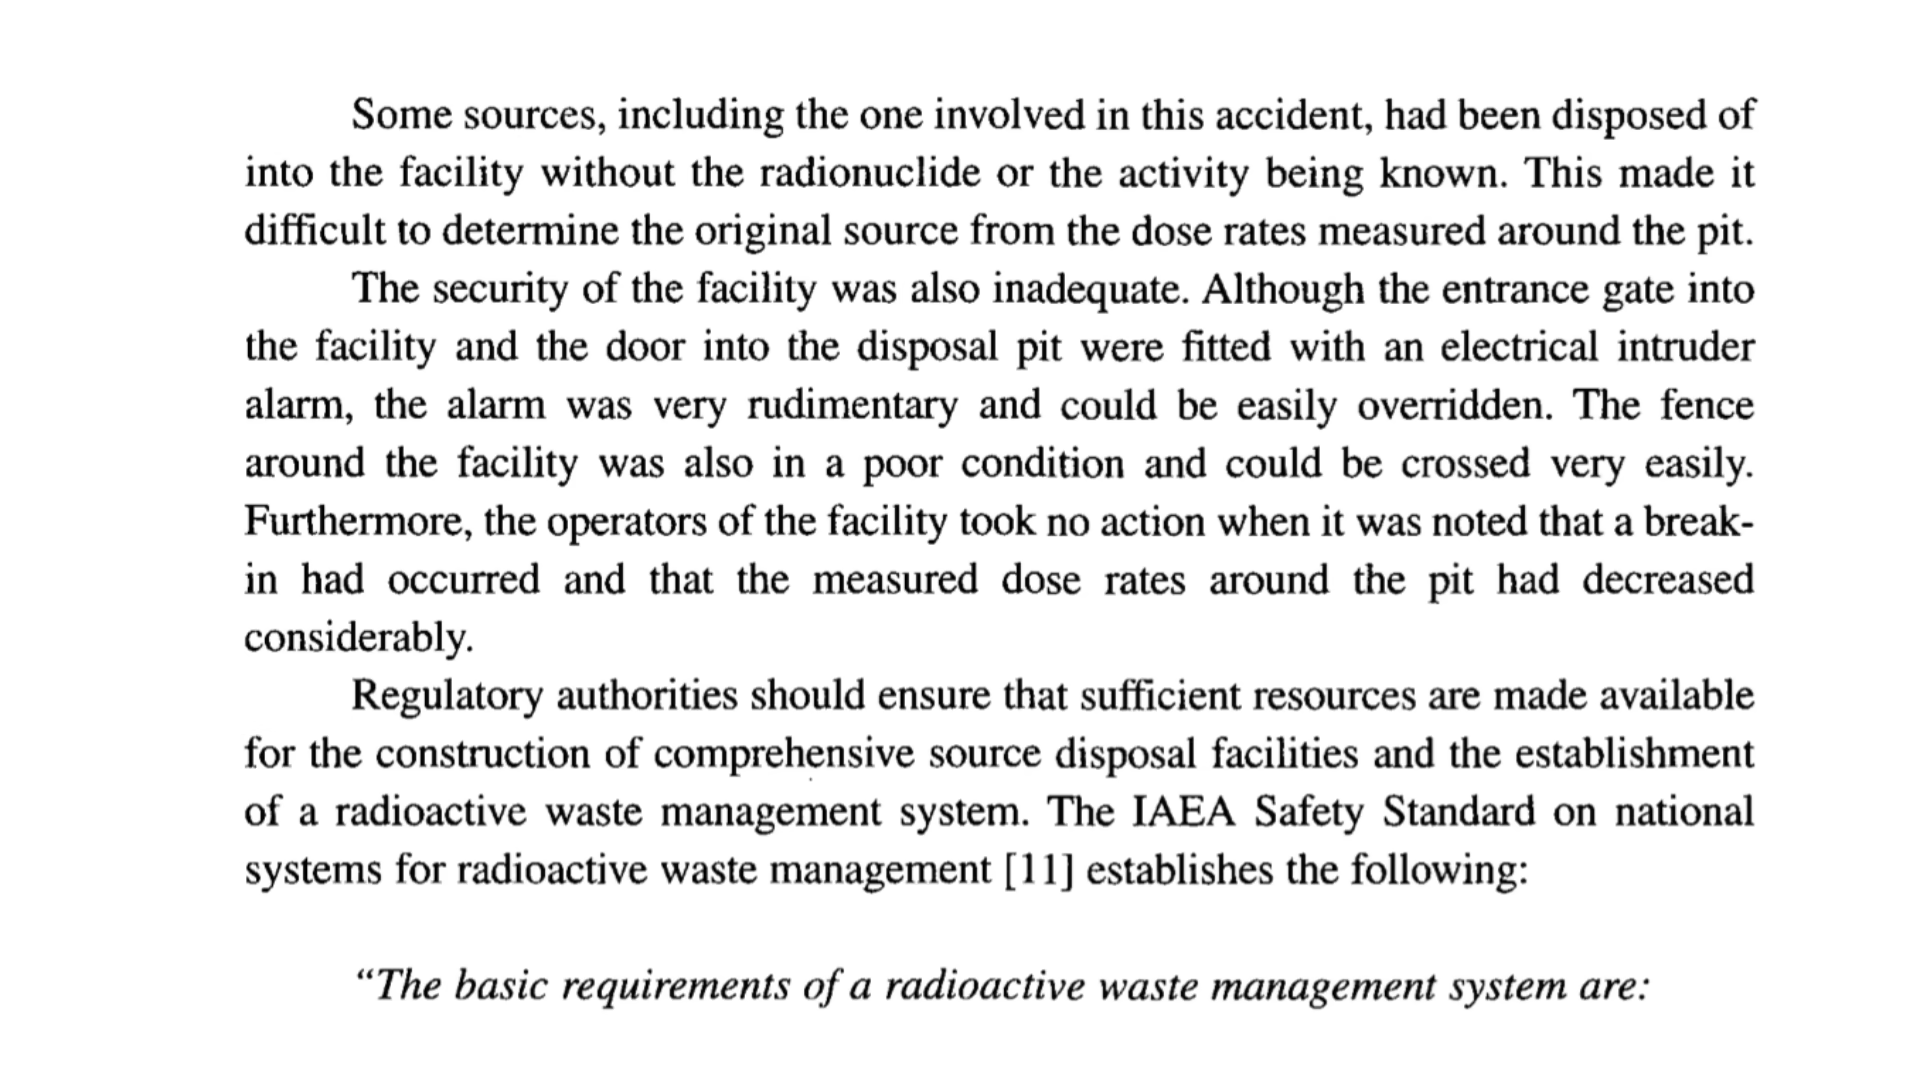 Some sources, including the one involved in this accident, had been disposed of
into the facility without the radionuclide or the activity being known. This made it
difficult to determine the original source from the dose rates measured around the pit.
The security of the facility was also inadequate. Although the entrance gate into
the facility and the door into the disposal pit were fitted with an electrical intruder
alarm, the alarm was very rudimentary and could be easily overridden. The fence
around the facility was also in a poor condition and could be crossed very easily.
Furthermore, the operators of the facility took no action when it was noted that a break-
in had occurred and that the measured dose rates around the pit had decreased
considerably.
Regulatory authorities should ensure that sufficient resources are made available
for the construction of comprehensive source disposal facilities and the establishment
of a radioactive waste management system. The IAEA Safety Standard on national
systems for radioactive waste management [11] establishes the following:
“The basic requirements of a radioactive waste management system are: